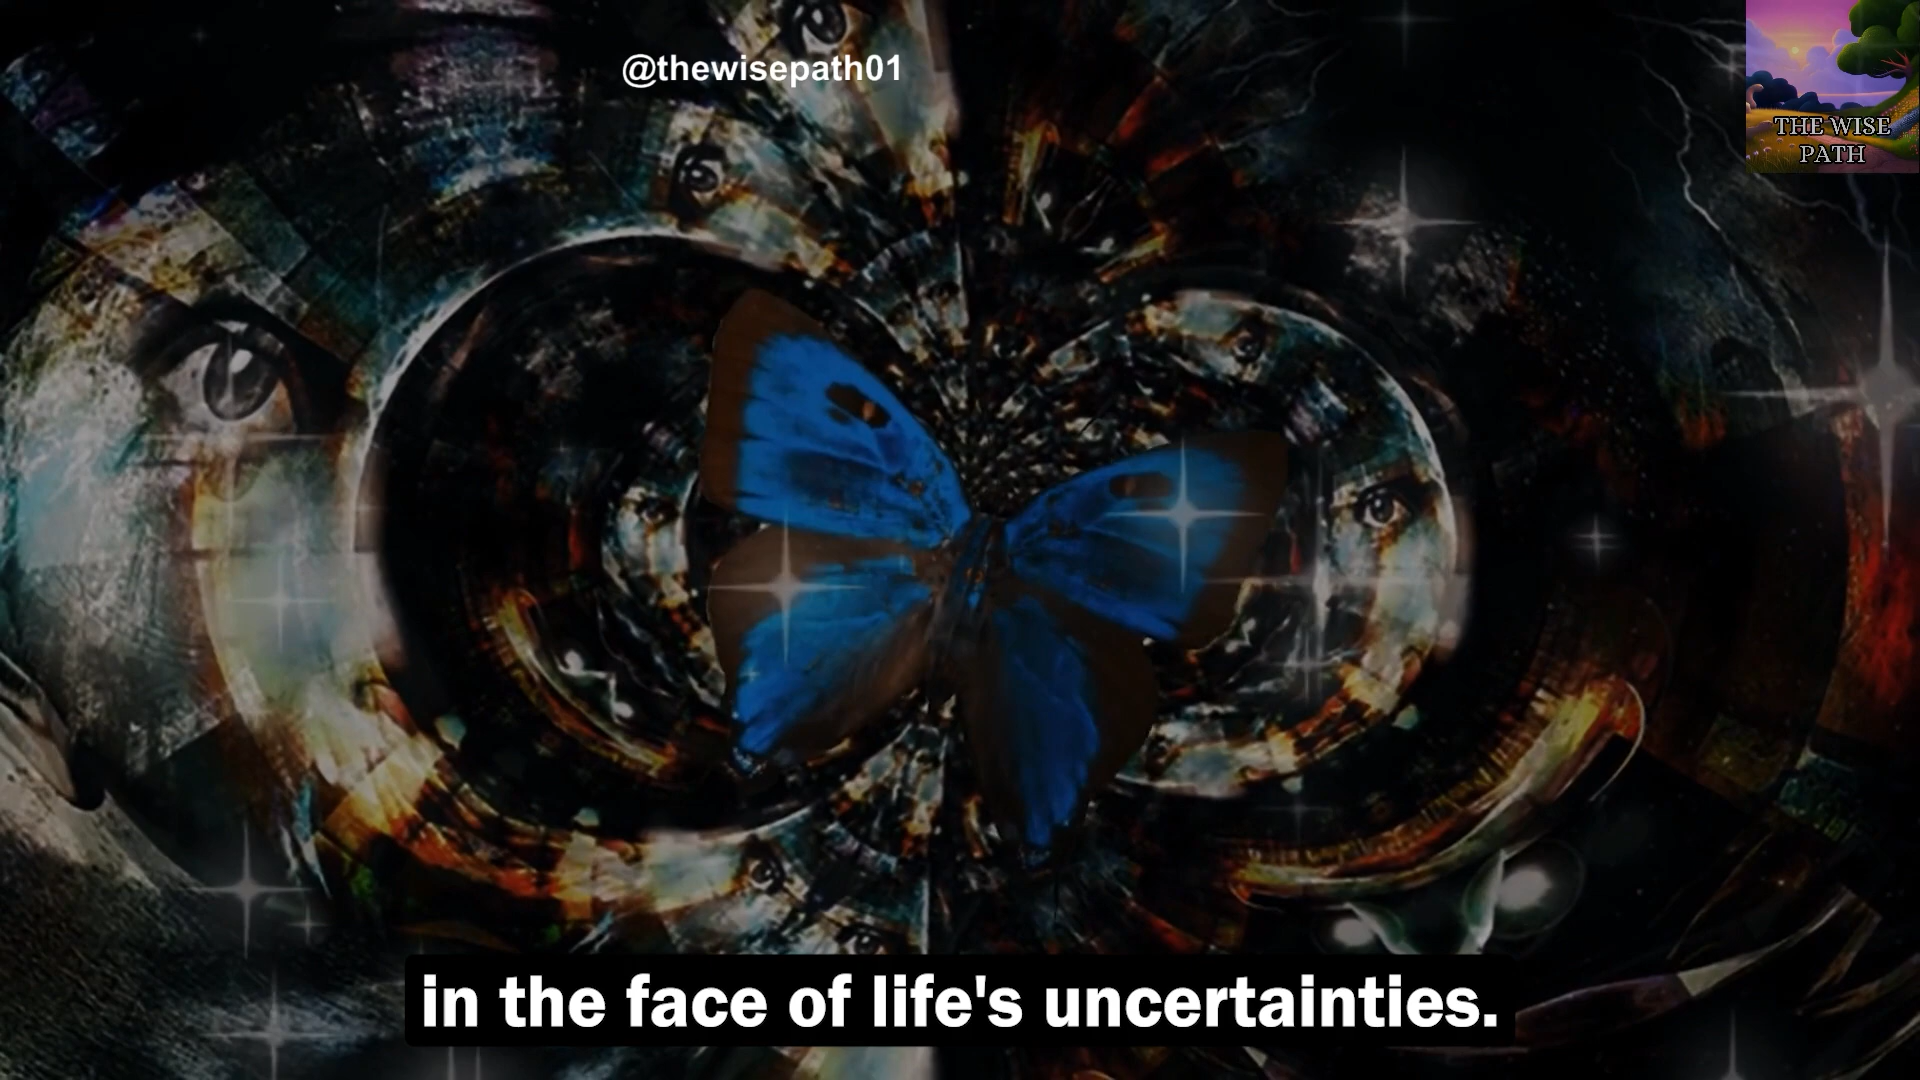 @thewisepath01
THE WISE
PATH
in the face of life's uncertainties.